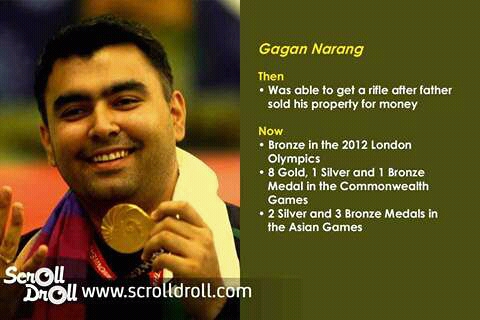 Gagan Narang
Then
• Was able to get a rifle after father
sold his property for money
Now
• Bronze in the 2012 London
Olympics
• 8 Gold, 1 Silver and 1 Bronze
Medal in the Commonwealth
Games
• 2 Silver and 3 Bronze Medals in
the Asian Games
Scroll
Droll
www.scrolldroll.com